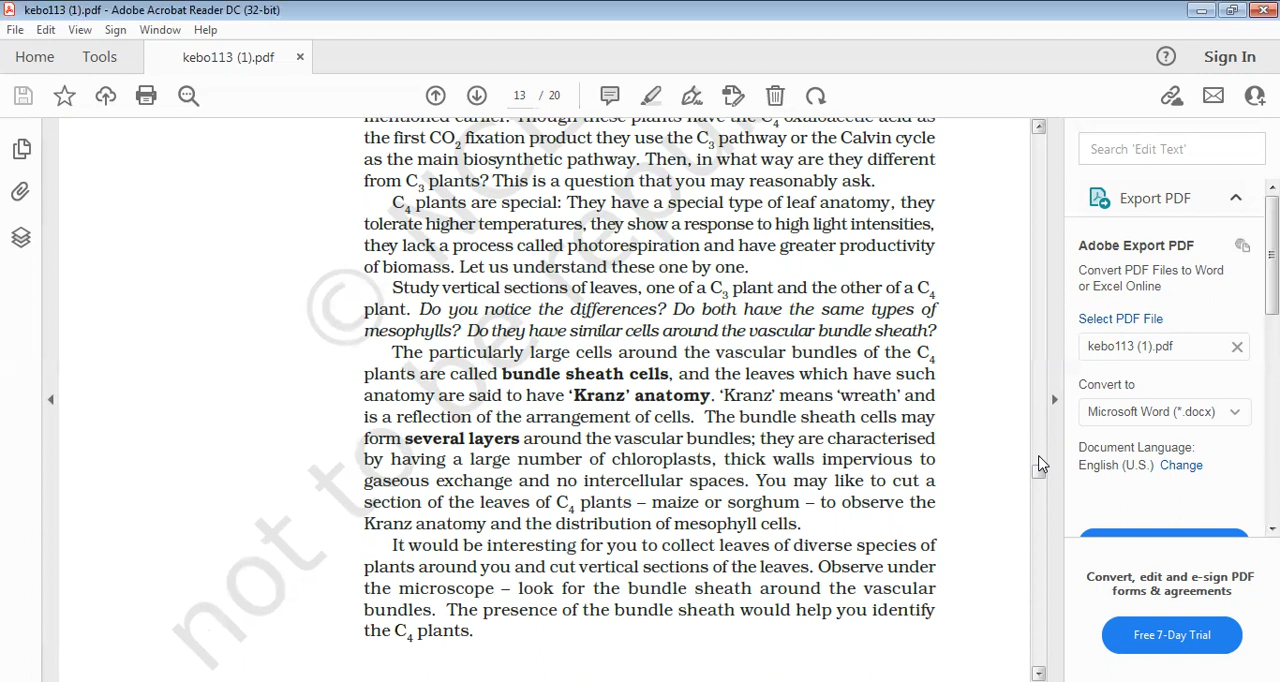 kebo113 (1).pdf - Adobe Acrobat Reader DC (32-bit)
File Edit View Sign Window Help
Home Tools kebo113 (1).pdf × Sign In
13 / 20
mentioned earlier. Though these plants have the C4 oxaloacetic acid as
the first CO2 fixation product they use the C3 pathway or the Calvin cycle
as the main biosynthetic pathway. Then, in what way are they different
from C3 plants? This is a question that you may reasonably ask.
C4 plants are special: They have a special type of leaf anatomy, they
tolerate higher temperatures, they show a response to high light intensities,
they lack a process called photorespiration and have greater productivity
of biomass. Let us understand these one by one.
Study vertical sections of leaves, one of a C3 plant and the other of a C4
plant. Do you notice the differences? Do both have the same types of
mesophylls? Do they have similar cells around the vascular bundle sheath?
The particularly large cells around the vascular bundles of the C4
plants are called bundle sheath cells, and the leaves which have such
anatomy are said to have ‘Kranz’ anatomy. ‘Kranz’ means ‘wreath’ and
is a reflection of the arrangement of cells. The bundle sheath cells may
form several layers around the vascular bundles; they are characterised
by having a large number of chloroplasts, thick walls impervious to
gaseous exchange and no intercellular spaces. You may like to cut a
section of the leaves of C4 plants – maize or sorghum – to observe the
Kranz anatomy and the distribution of mesophyll cells.
It would be interesting for you to collect leaves of diverse species of
plants around you and cut vertical sections of the leaves. Observe under
the microscope – look for the bundle sheath around the vascular
bundles. The presence of the bundle sheath would help you identify
the C4 plants.
not to be repu
Search 'Edit Text'
Export PDF
Adobe Export PDF
Convert PDF Files to Word
or Excel Online
Select PDF File
kebo113 (1).pdf
Convert to
Microsoft Word (*.docx)
Document Language:
English (U.S.) Change
Convert, edit and e-sign PDF
forms & agreements
Free 7-Day Trial